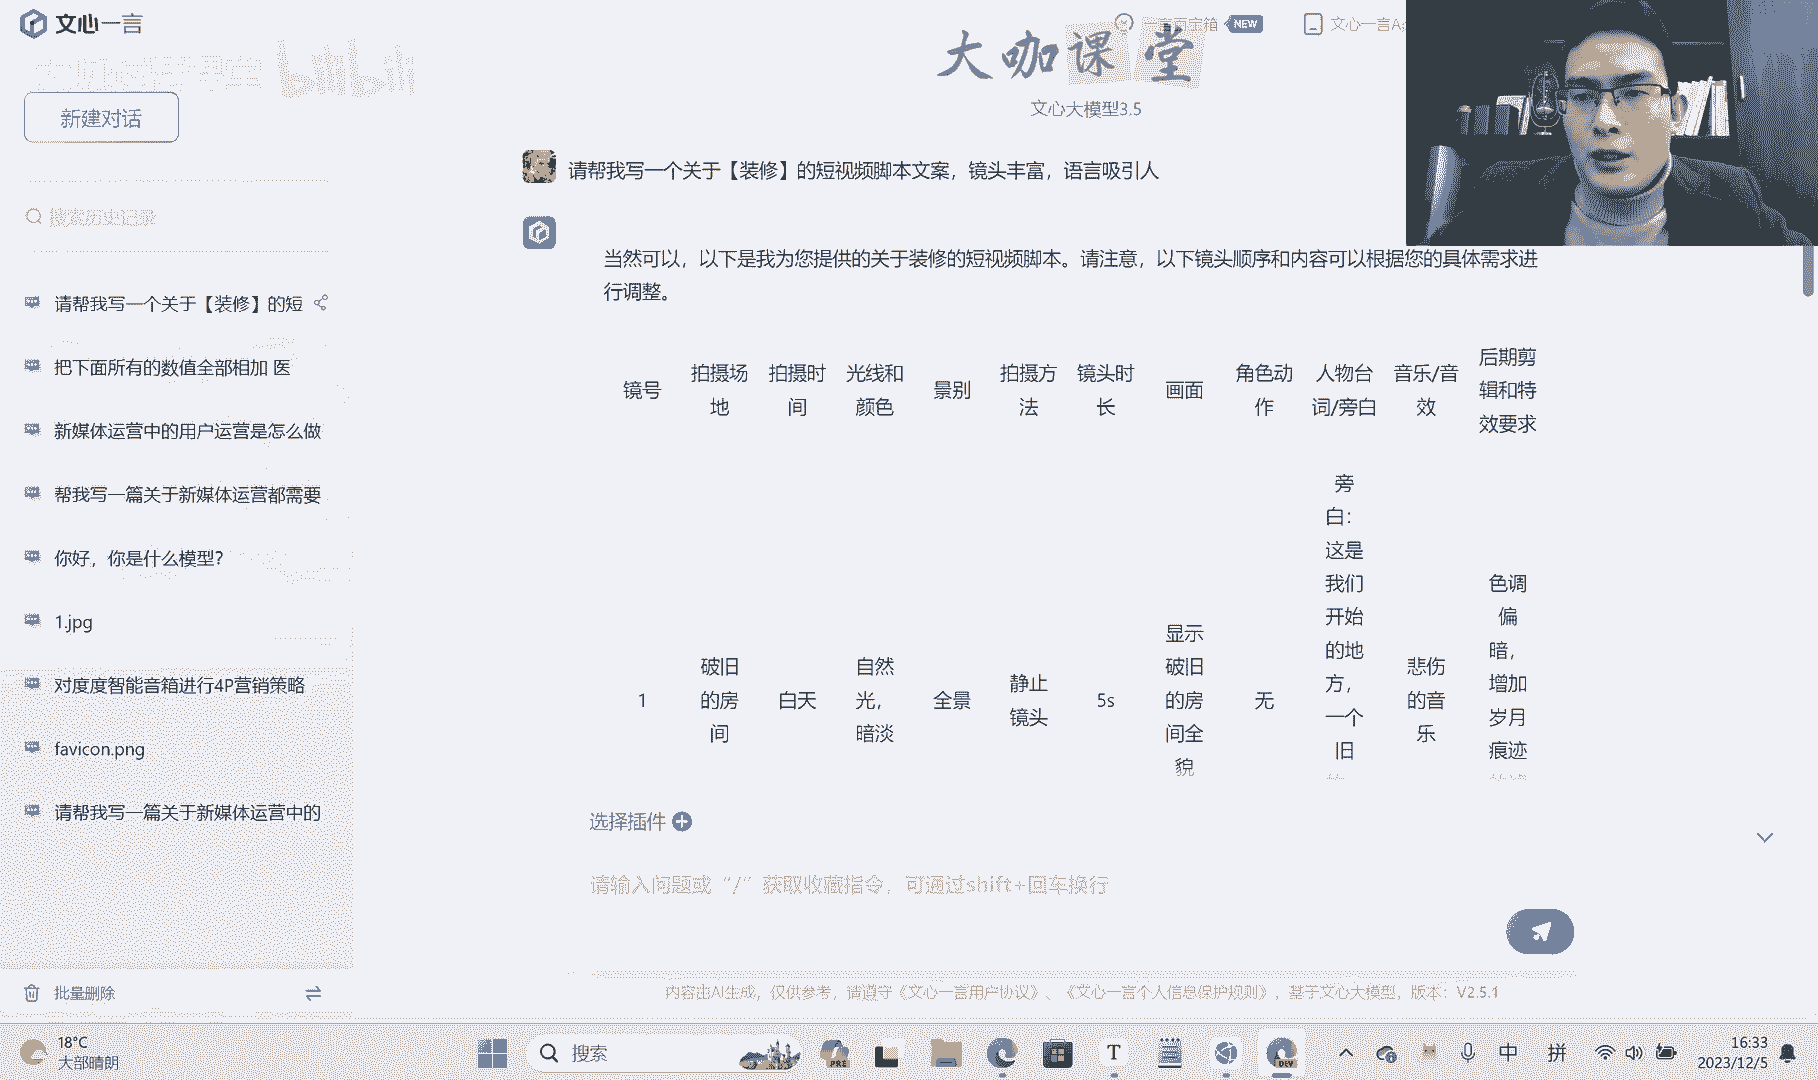 文心一言
NEW
文心一言A
大咖课堂
bilibili
新建对话
文心大模型3.5
搜索历史记录
请帮我写一个关于【装修】的短
把下面所有的数值全部相加 医
新媒体运营中的用户运营是怎么做
帮我写一篇关于新媒体运营都需要
你好，你是什么模型？
1.jpg
对度度智能音箱进行4P营销策略
favicon.png
请帮我写一篇关于新媒体运营中的
批量删除
请帮我写一个关于【装修】的短视频脚本文案，镜头丰富，语言吸引人
当然可以，以下是我为您提供的关于装修的短视频脚本。请注意，以下镜头顺序和内容可以根据您的具体需求进
行调整。
镜号
拍摄场
地
拍摄时
间
光线和
颜色
景别
拍摄方
法
镜头时
长
画面
角色动
作
人物台
词/旁白
音乐/音
效
后期剪
辑和特
效要求
1
破旧
的房
间
白天
自然
光，
暗淡
全景
静止
镜头
5s
显示
破旧
的房
间全
貌
无
旁
白：
这是
我们
开始
的地
方，
一个
旧
悲伤
的音
乐
色调
偏
暗，
增加
岁月
痕迹
选择插件
请输入问题或“/”获取收藏指令，可通过shift+回车换行
内容由AI生成，仅供参考，请遵守《文心一言用户协议》、《文心一言个人信息保护规则》，基于文心大模型，版本：V2.5.1
18°C
大部晴朗
搜索
PRE
T
DEV
中
拼
16:33
2023/12/5